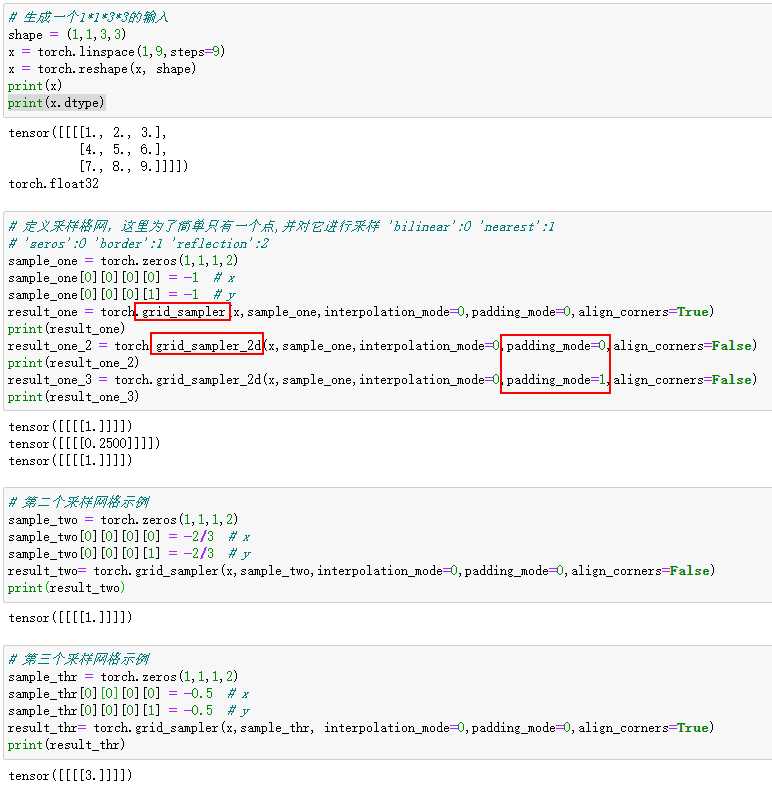 # 生成一个1*1*3*3的输入
shape = (1,1,3,3)
x = torch.linspace(1,9,steps=9)
x = torch.reshape(x, shape)
print(x)
print(x.dtype)
tensor([[[[1., 2., 3.],
          [4., 5., 6.],
          [7., 8., 9.]]]])
torch.float32
# 定义采样格网，这里为了简单只有一个点,并对它进行采样 'bilinear':0 'nearest':1
# 'zeros':0 'border':1 'reflection':2
sample_one = torch.zeros(1,1,1,2)
sample_one[0][0][0][0] = -1  # x
sample_one[0][0][0][1] = -1  # y
result_one = torch.grid_sampler(x,sample_one,interpolation_mode=0,padding_mode=0,align_corners=True)
print(result_one)
result_one_2 = torch.grid_sampler_2d(x,sample_one,interpolation_mode=0,padding_mode=0,align_corners=False)
print(result_one_2)
result_one_3 = torch.grid_sampler_2d(x,sample_one,interpolation_mode=0,padding_mode=1,align_corners=False)
print(result_one_3)
tensor([[[[1.]]]])
tensor([[[[0.2500]]]])
tensor([[[[1.]]]])
# 第二个采样网格示例
sample_two = torch.zeros(1,1,1,2)
sample_two[0][0][0][0] = -2/3  # x
sample_two[0][0][0][1] = -2/3  # y
result_two= torch.grid_sampler(x,sample_two,interpolation_mode=0,padding_mode=0,align_corners=False)
print(result_two)
tensor([[[[1.]]]])
# 第三个采样网格示例
sample_thr = torch.zeros(1,1,1,2)
sample_thr[0][0][0][0] = -0.5  # x
sample_thr[0][0][0][1] = -0.5  # y
result_thr= torch.grid_sampler(x,sample_thr, interpolation_mode=0,padding_mode=0,align_corners=True)
print(result_thr)
tensor([[[[3.]]]])